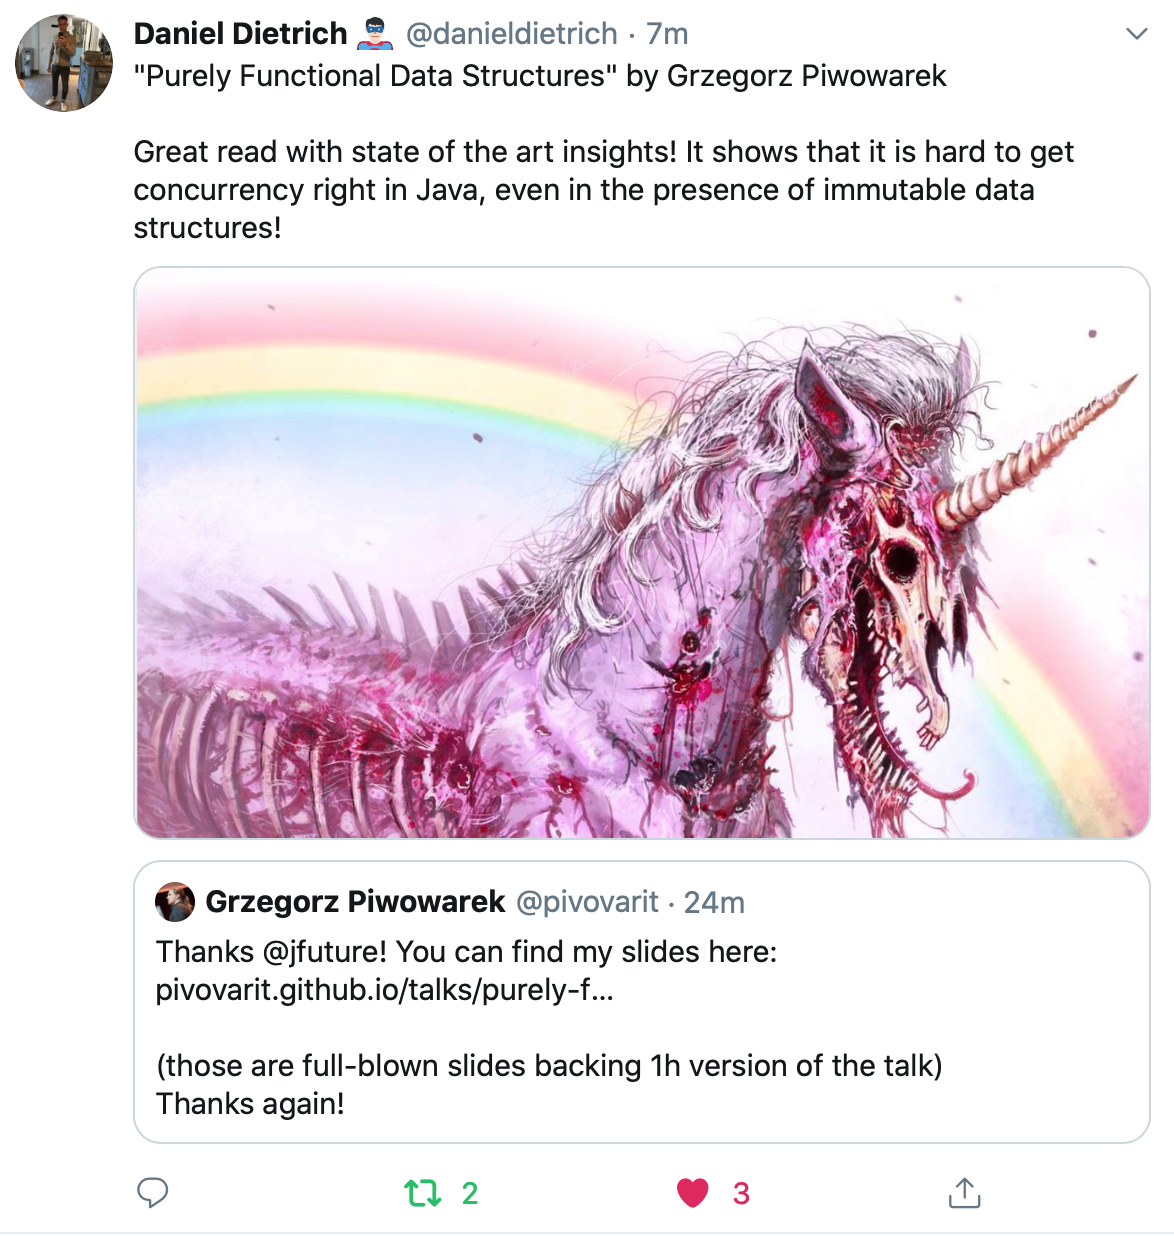 Daniel Dietrich @danieldietrich · 7m
"Purely Functional Data Structures" by Grzegorz Piwowarek
Great read with state of the art insights! It shows that it is hard to get
concurrency right in Java, even in the presence of immutable data
structures!
Grzegorz Piwowarek @pivovarit · 24m
Thanks @jfuture! You can find my slides here:
pivovarit.github.io/talks/purely-f...
(those are full-blown slides backing 1h version of the talk)
Thanks again!
2 3